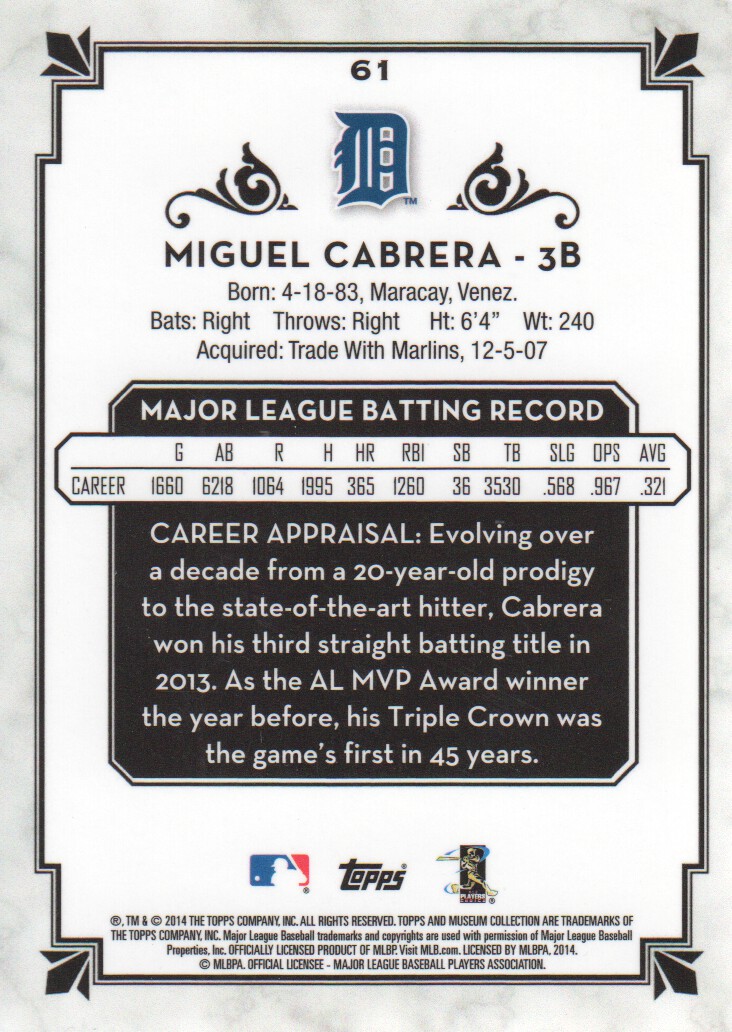 61
D
™
MIGUEL CABRERA - 3B
Born: 4-18-83, Maracay, Venez.
Bats: Right Throws: Right Ht: 6'4” Wt: 240
Acquired: Trade With Marlins, 12-5-07
MAJOR LEAGUE BATTING RECORD
G AB R H HR RBI SB TB SLG OPS AVG
CAREER 1660 6218 1064 1995 365 1260 36 3530 .568 .967 .321
CAREER APPRAISAL: Evolving over
a decade from a 20-year-old prodigy
to the state-of-the-art hitter, Cabrera
won his third straight batting title in
2013. As the AL MVP Award winner
the year before, his Triple Crown was
the game's first in 45 years.
® Topps® PLAYERS CHOICE ®
®, TM & © 2014 THE TOPPS COMPANY, INC. ALL RIGHTS RESERVED. TOPPS AND MUSEUM COLLECTION ARE TRADEMARKS OF
THE TOPPS COMPANY, INC. Major League Baseball trademarks and copyrights are used with permission of Major League Baseball
Properties, Inc. OFFICIALLY LICENSED PRODUCT OF MLBP. Visit MLB.com. LICENSED BY MLBPA, 2014.
© MLBPA. OFFICIAL LICENSEE - MAJOR LEAGUE BASEBALL PLAYERS ASSOCIATION.